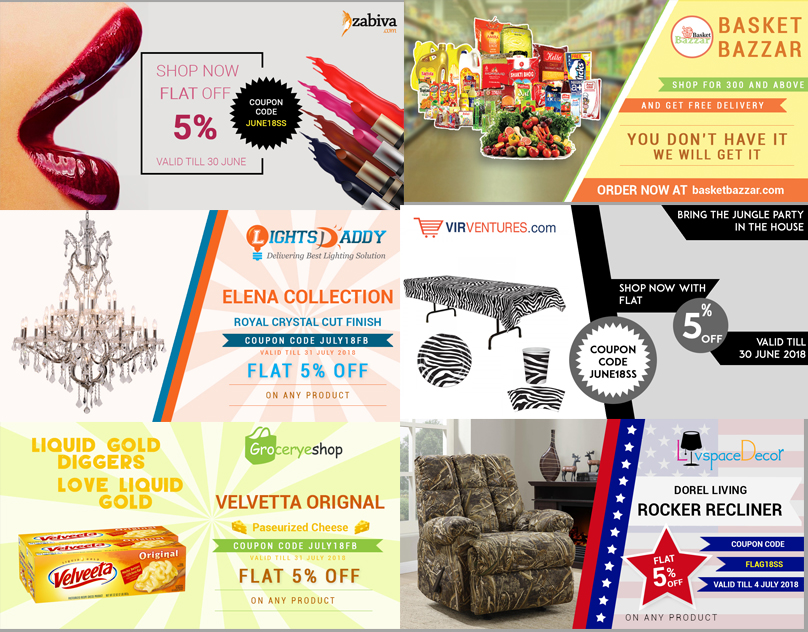 zabiva
.com
SHOP NOW
FLAT OFF
5%
VALID TILL 30 JUNE
COUPON
CODE
JUNE18SS
Basket
Bazzar
BASKET
BAZZAR
SHOP FOR 300 AND ABOVE
AND GET FREE DELIVERY
YOU DON'T HAVE IT
WE WILL GET IT
ORDER NOW AT basketbazzar.com
SHAKTI BHOG
LIGHTSDADDY
Delivering Best Lighting Solution
ELENA COLLECTION
ROYAL CRYSTAL CUT FINISH
COUPON CODE JULY18FB
VALID TILL 31 JULY 2018
FLAT 5% OFF
ON ANY PRODUCT
VIRVENTURES.com
BRING THE JUNGLE PARTY
IN THE HOUSE
SHOP NOW WITH
FLAT
5%
OFF
COUPON
CODE
JUNE18SS
VALID TILL
30 JUNE 2018
LIQUID GOLD
DIGGERS
LOVE LIQUID
GOLD
Groceryeshop
VELVETTA ORIGNAL
Paseurized Cheese
COUPON CODE JULY18FB
VALID TILL 31 JULY 2018
FLAT 5% OFF
ON ANY PRODUCT
LIQUID GOLD
Velveeta
Original
Velveeta
LivspaceDecor
DOREL LIVING
ROCKER RECLINER
FLAT
5%
OFF
COUPON CODE
FLAG18SS
VALID TILL 4 JULY 2018
ON ANY PRODUCT